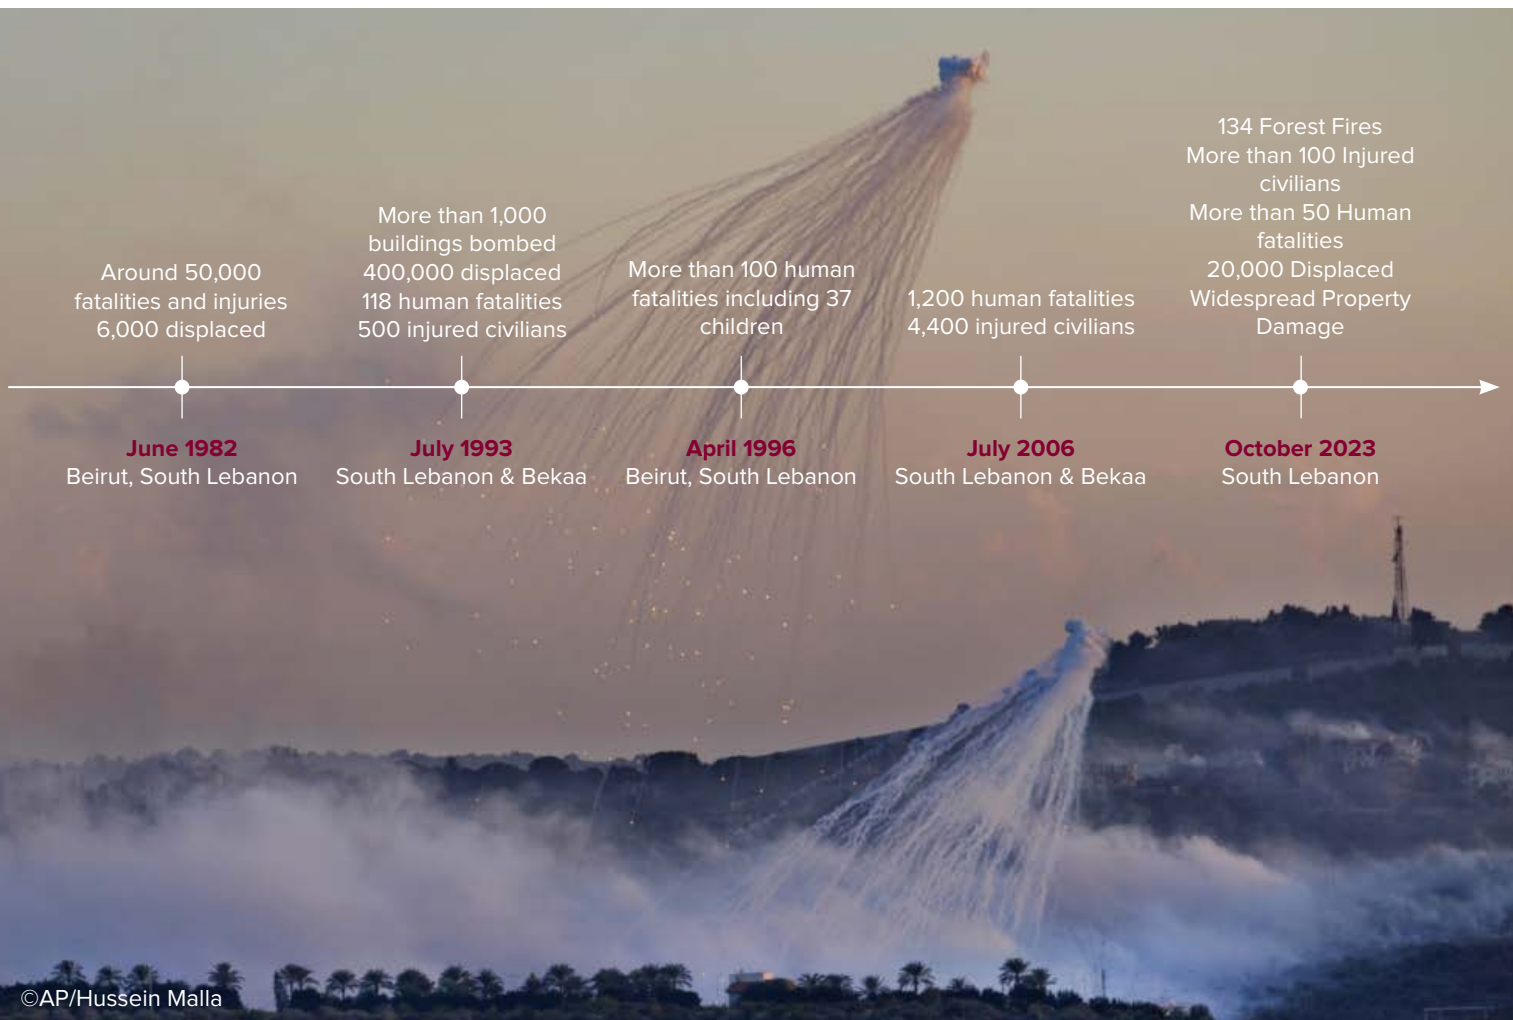 Around 50,000
fatalities and injuries
6,000 displaced
June 1982
Beirut, South Lebanon
More than 1,000
buildings bombed
400,000 displaced
118 human fatalities
500 injured civilians
July 1993
South Lebanon & Bekaa
More than 100 human
fatalities including 37
children
April 1996
Beirut, South Lebanon
1,200 human fatalities
4,400 injured civilians
July 2006
South Lebanon & Bekaa
134 Forest Fires
More than 100 Injured
civilians
More than 50 Human
fatalities
20,000 Displaced
Widespread Property
Damage
October 2023
South Lebanon
©AP/Hussein Malla